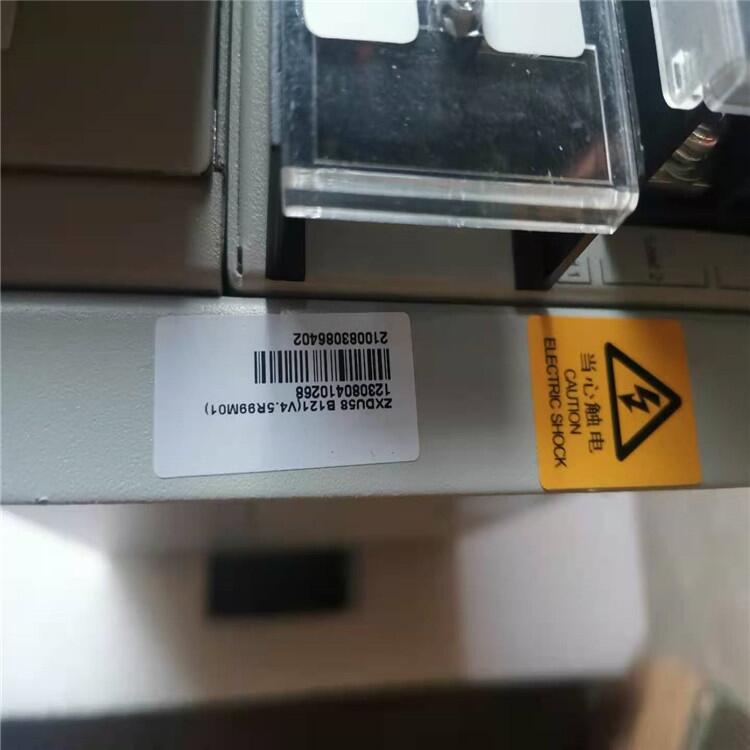 ZXDU58 B121(V4.5R99M01)
123080410268
210083086402
当心触电
CAUTION
ELECTRIC SHOCK